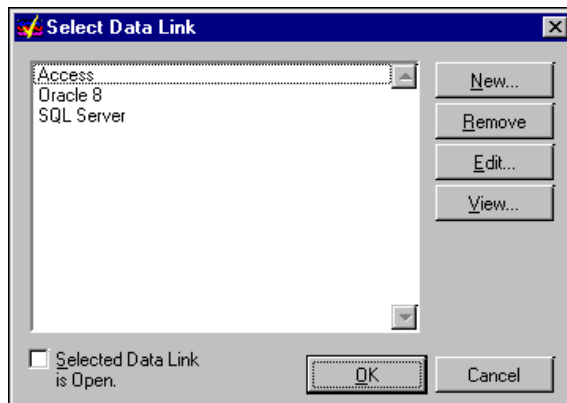 Select Data Link
Access
Oracle 8
SQL Server
New...
Remove
Edit...
View...
Selected Data Link
is Open.
OK
Cancel